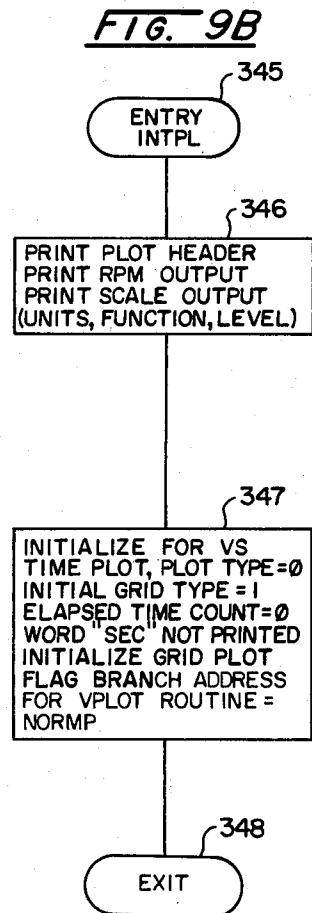 FIG. 9B
345
ENTRY
INTPL
346
PRINT PLOT HEADER
PRINT RPM OUTPUT
PRINT SCALE OUTPUT
(UNITS, FUNCTION, LEVEL)
347
INITIALIZE FOR VS
TIME PLOT, PLOT TYPE=Ø
INITIAL GRID TYPE = 1
ELAPSED TIME COUNT=Ø
WORD "SEC" NOT PRINTED
INITIALIZE GRID PLOT
FLAG BRANCH ADDRESS
FOR VPLOT ROUTINE =
NORMP
348
EXIT